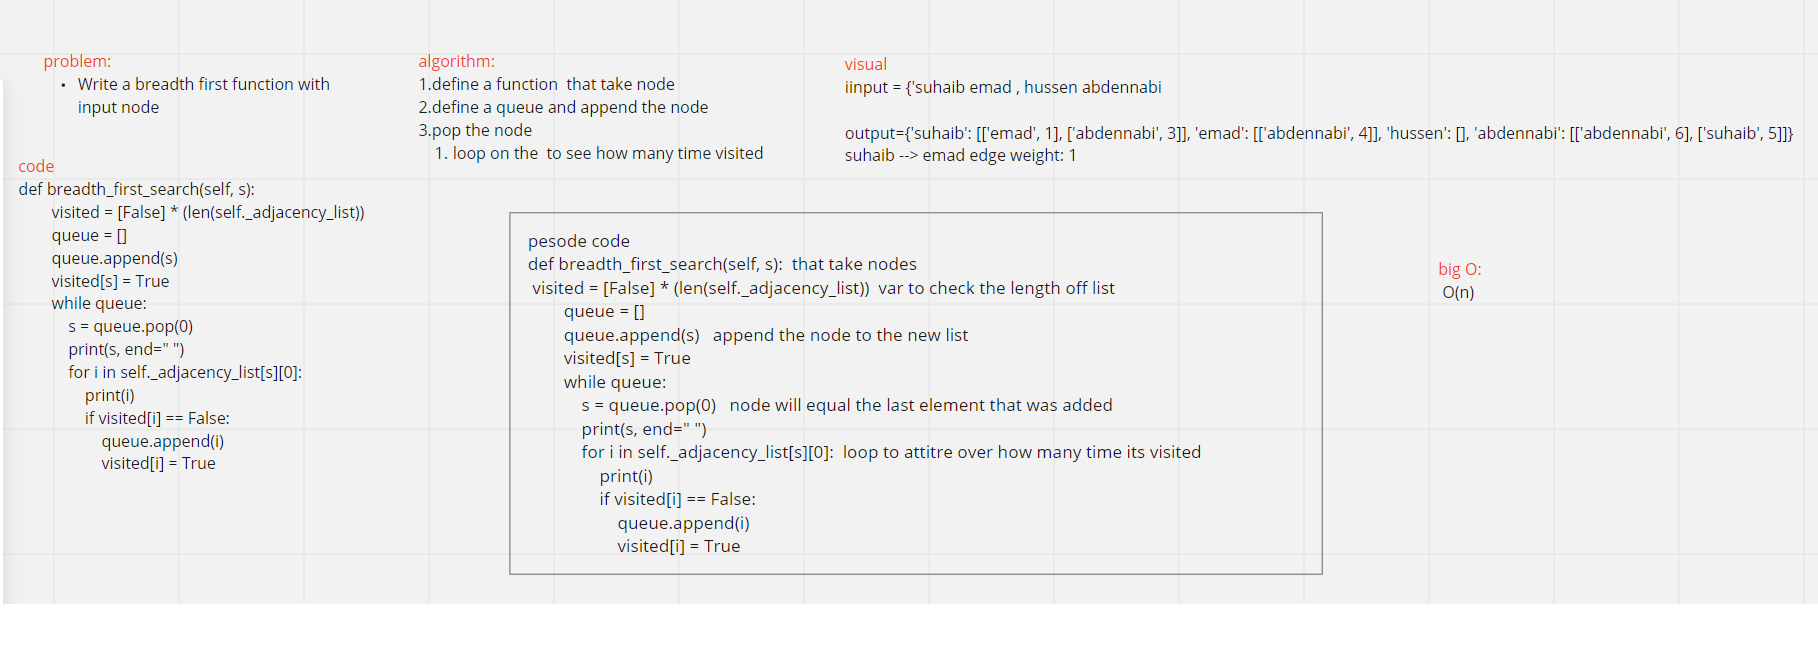 problem:
• Write a breadth first function with
input node
algorithm:
1.define a function  that take node
2.define a queue and append the node
3.pop the node
1. loop on the  to see how many time visited
visual
iinput = {'suhaib emad , hussen abdennabi
output={'suhaib': [['emad', 1], ['abdennabi', 3]], 'emad': [['abdennabi', 4]], 'hussen': [], 'abdennabi': [['abdennabi', 6], ['suhaib', 5]]}
suhaib --> emad edge weight: 1
code
def breadth_first_search(self, s):
visited = [False] * (len(self._adjacency_list))
queue = []
queue.append(s)
visited[s] = True
while queue:
s = queue.pop(0)
print(s, end=" ")
for i in self._adjacency_list[s][0]:
print(i)
if visited[i] == False:
queue.append(i)
visited[i] = True
pesode code
def breadth_first_search(self, s):  that take nodes
visited = [False] * (len(self._adjacency_list))  var to check the length off list
queue = []
queue.append(s)   append the node to the new list
visited[s] = True
while queue:
s = queue.pop(0)   node will equal the last element that was added
print(s, end=" ")
for i in self._adjacency_list[s][0]:  loop to attitre over how many time its visited
print(i)
if visited[i] == False:
queue.append(i)
visited[i] = True
big O:
O(n)